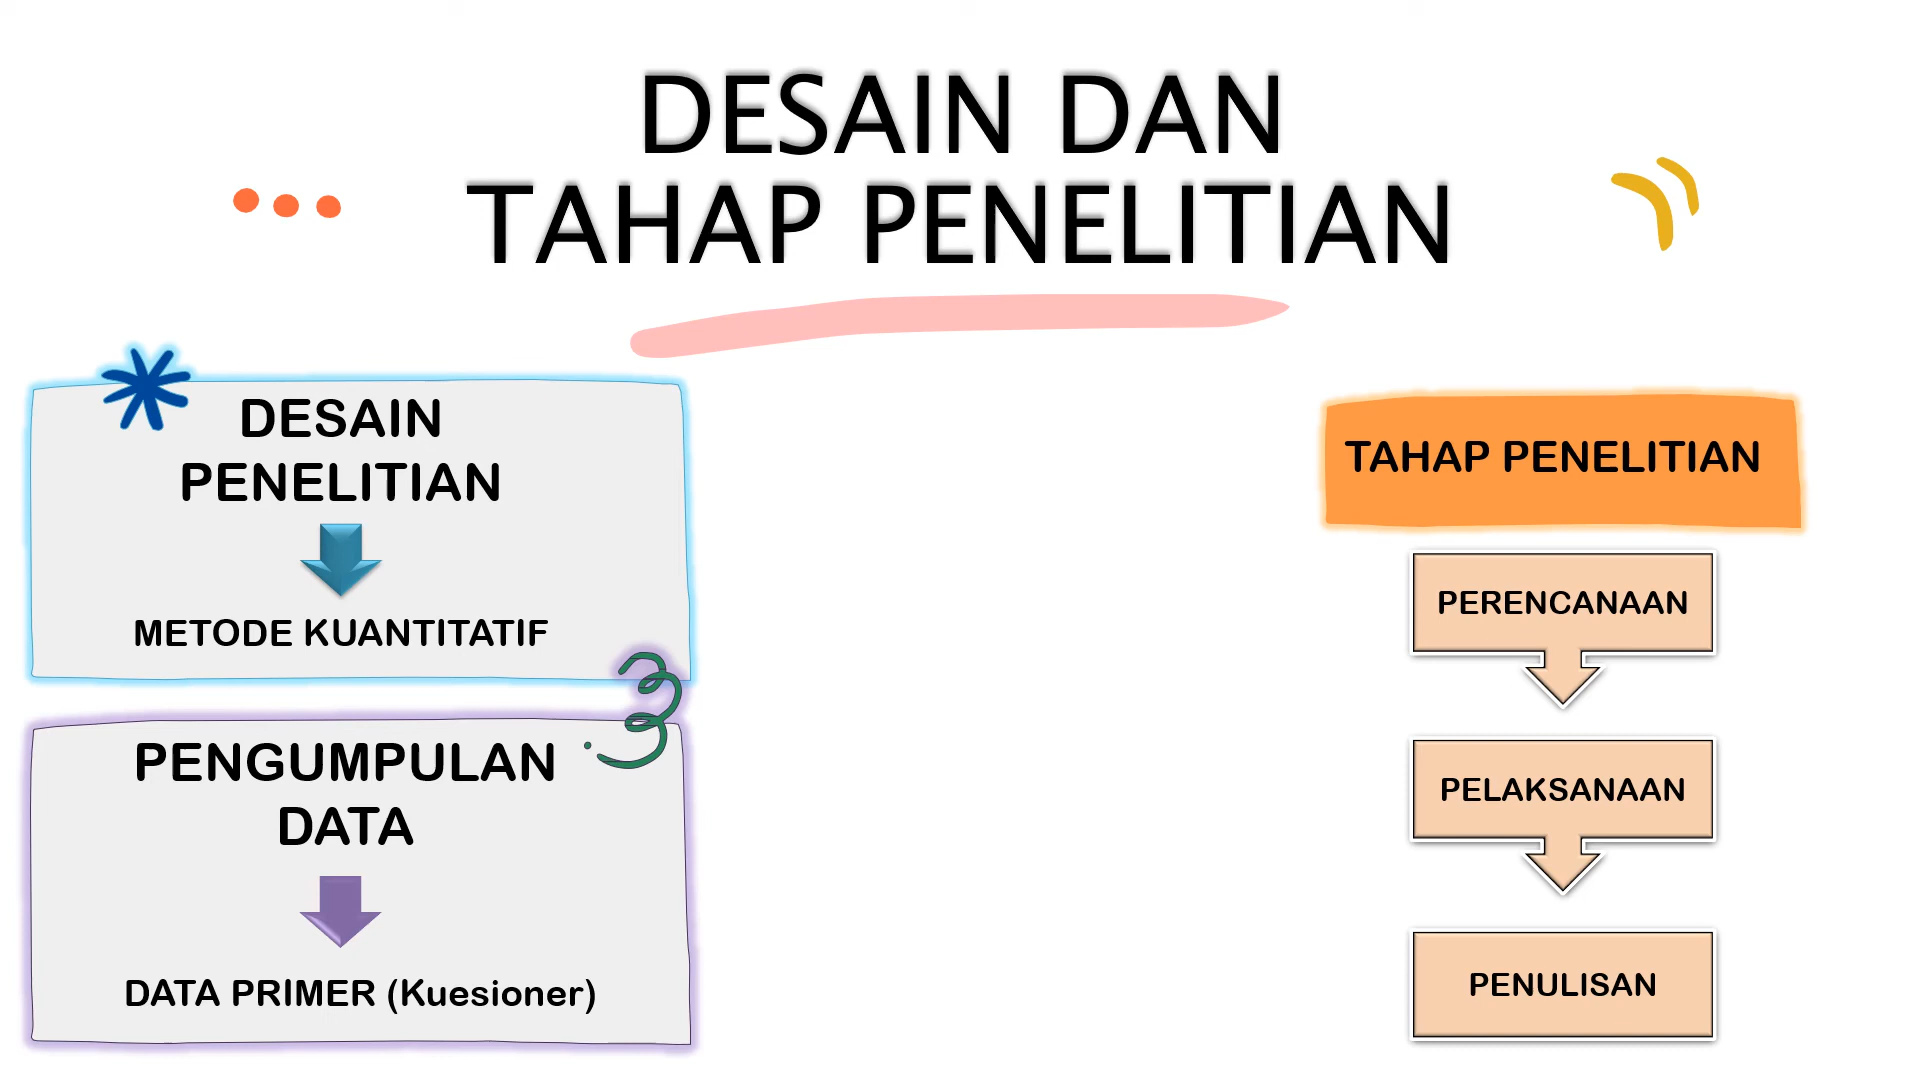 DESAIN DAN
TAHAP PENELITIAN
DESAIN
PENELITIAN
METODE KUANTITATIF
PENGUMPULAN
DATA
DATA PRIMER (Kuesioner)
TAHAP PENELITIAN
PERENCANAAN
PELAKSANAAN
PENULISAN